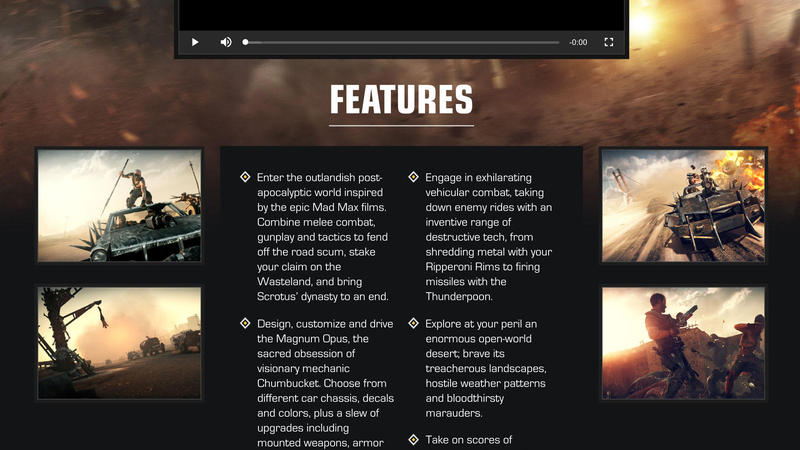 -0:00
FEATURES
Enter the outlandish post-
apocalyptic world inspired
by the epic Mad Max films.
Combine melee combat,
gunplay and tactics to fend
off the road scum, stake
your claim on the
Wasteland, and bring
Scrotus' dynasty to an end.
Design, customize and drive
the Magnum Opus, the
sacred obsession of
visionary mechanic
Chumbucket. Choose from
different car chassis, decals
and colors, plus a slew of
upgrades including
mounted weapons, armor
Engage in exhilarating
vehicular combat, taking
down enemy rides with an
inventive range of
destructive tech, from
shredding metal with your
Ripperoni Rims to firing
missiles with the
Thunderpoon.
Explore at your peril an
enormous open-world
desert; brave its
treacherous landscapes,
hostile weather patterns
and bloodthirsty
marauders.
Take on scores of